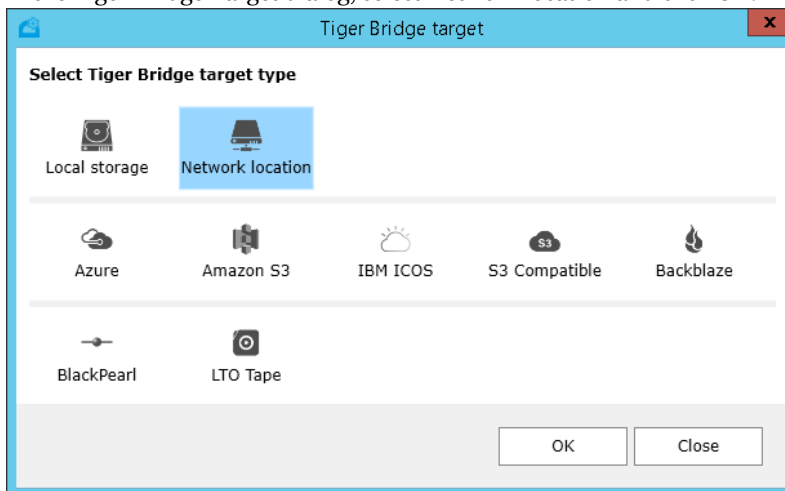 Tiger Bridge target
x
Select Tiger Bridge target type
Local storage Network location
S3
Azure Amazon S3 IBM ICOS S3 Compatible Backblaze
BlackPearl LTO Tape
OK Close